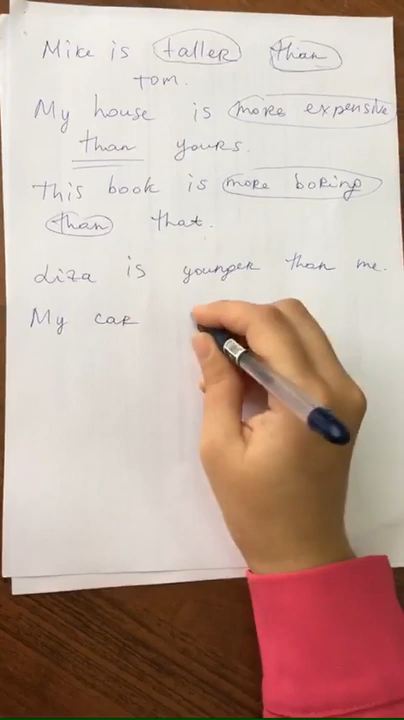 Mike is taller than
Tom.
My house is more expensive
than yours.
This book is more boring
than that.
Liza is younger than me.
My car